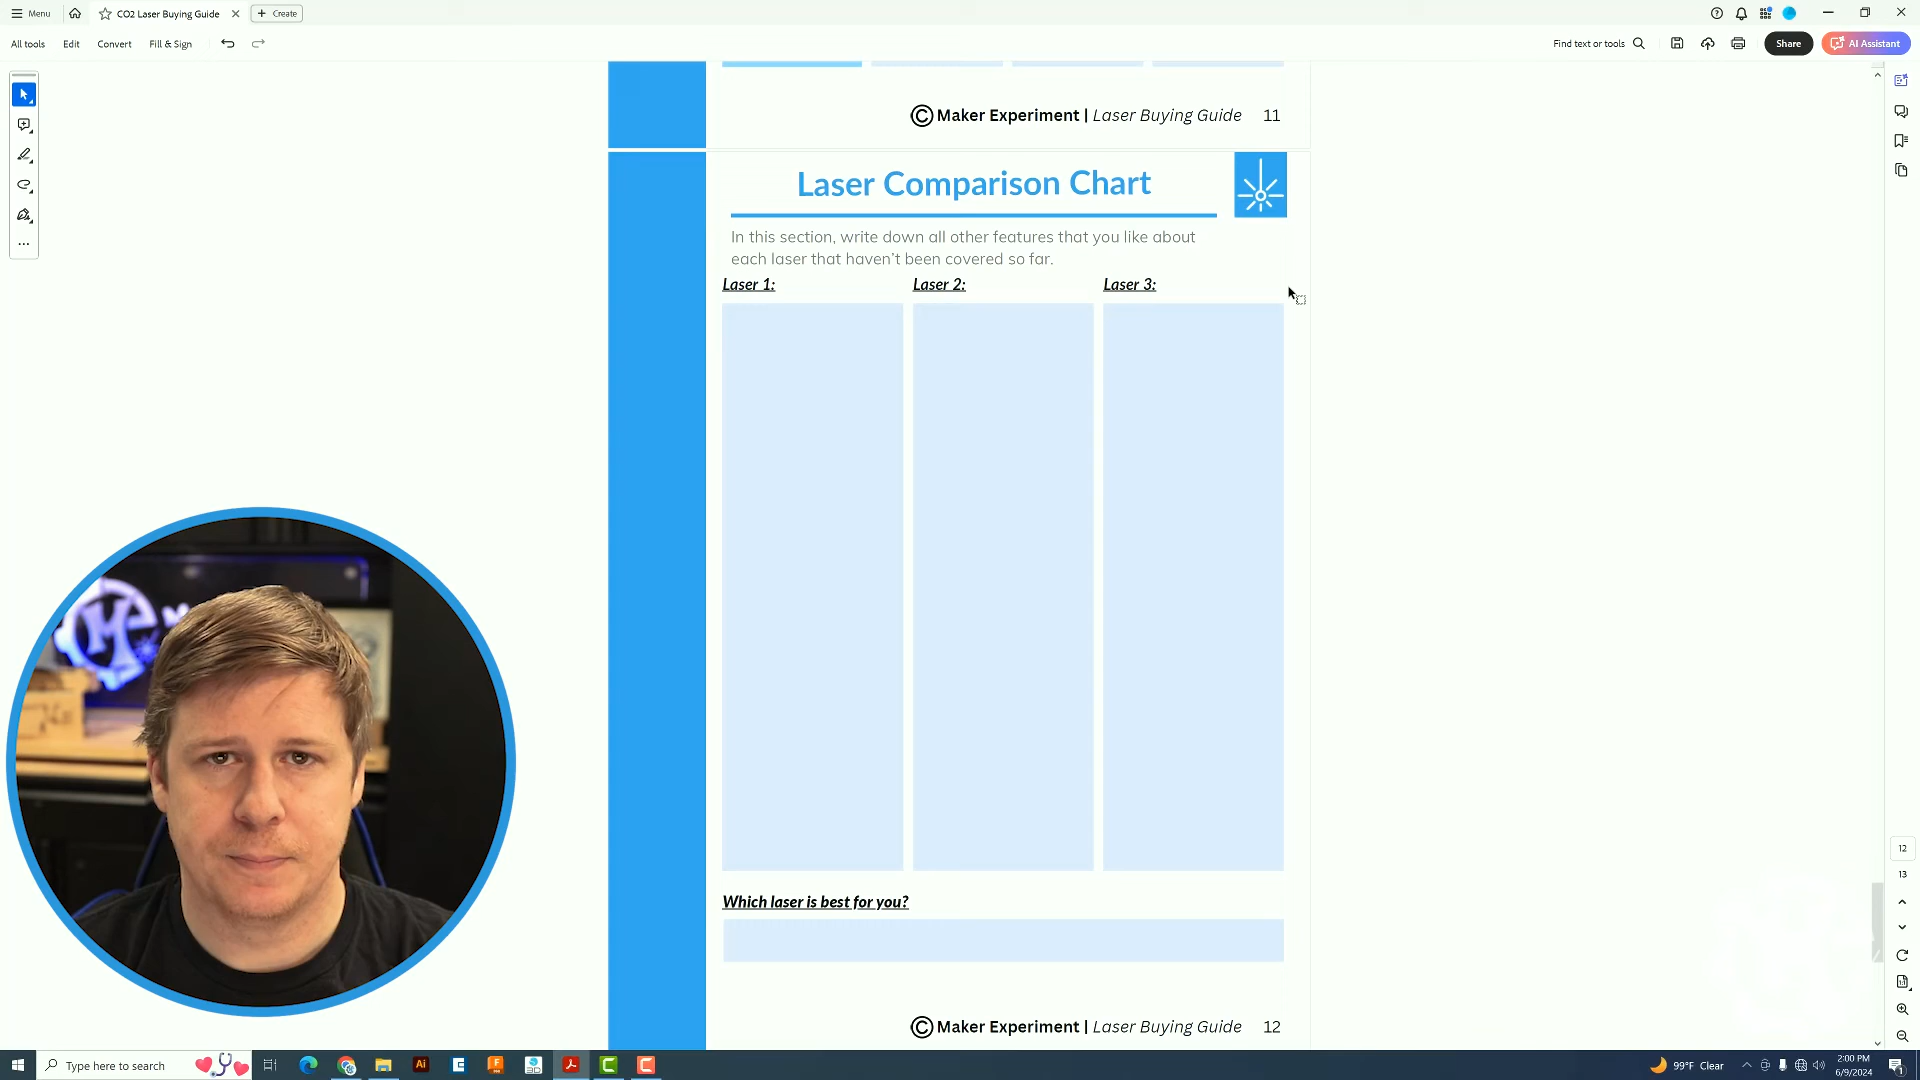 Menu
CO2 Laser Buying Guide
Create
All tools
Edit
Convert
Fill & Sign
Find text or tools
Share
AI Assistant
© Maker Experiment | Laser Buying Guide 11
Laser Comparison Chart
In this section, write down all other features that you like about
each laser that haven't been covered so far.
Laser 1:
Laser 2:
Laser 3:
Which laser is best for you?
© Maker Experiment | Laser Buying Guide 12
12
13
M
M
Type here to search
Ai
99°F Clear
2:00 PM
6/9/2024